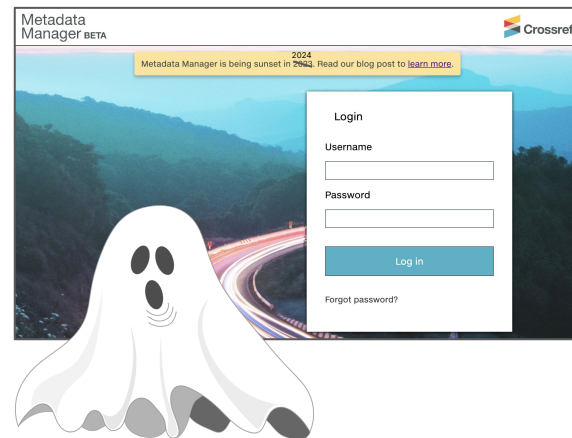 Metadata
Manager BETA
Crossref
2024
Metadata Manager is being sunset in 2023. Read our blog post to learn more.
Login
Username
Password
Log in
Forgot password?